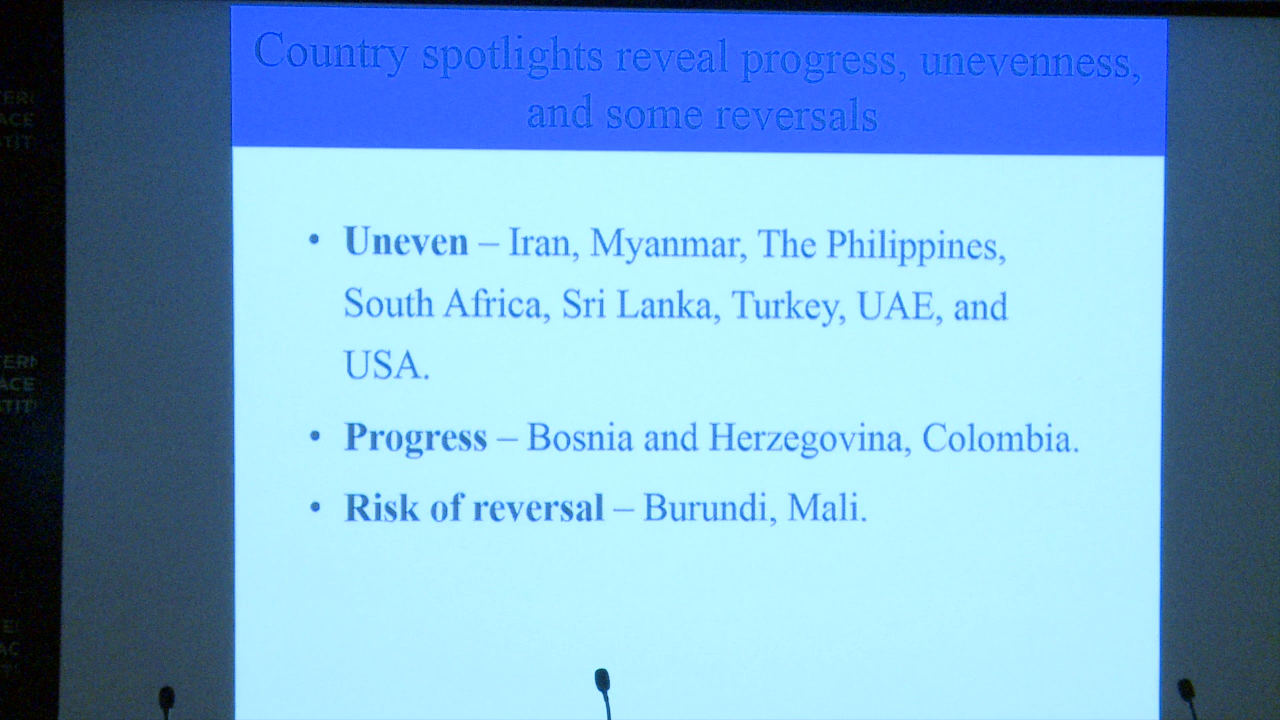 Country spotlights reveal progress, unevenness,
and some reversals
• Uneven – Iran, Myanmar, The Philippines,
South Africa, Sri Lanka, Turkey, UAE, and
USA.
• Progress – Bosnia and Herzegovina, Colombia.
• Risk of reversal – Burundi, Mali.